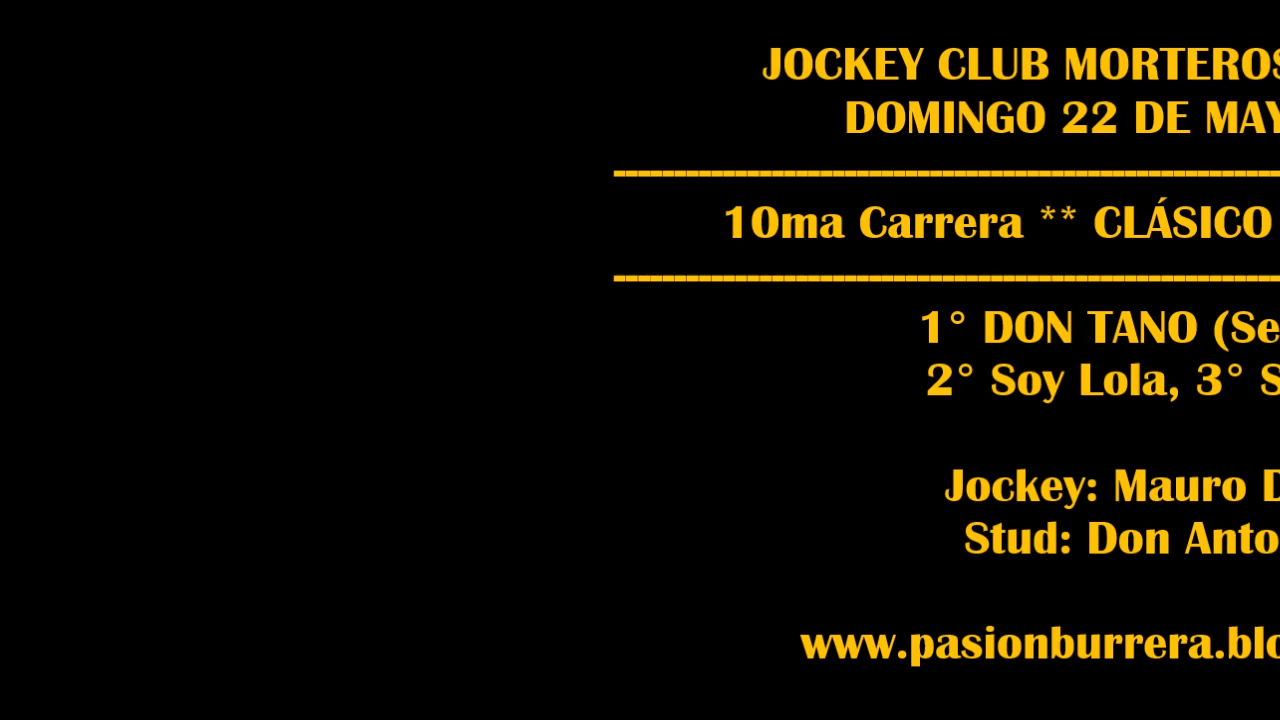 JOCKEY CLUB MORTEROS
DOMINGO 22 DE MAY
----------------------------------------------------------------
10ma Carrera ** CLÁSICO
----------------------------------------------------------------
1° DON TANO (Se
2° Soy Lola, 3° S
Jockey: Mauro D
Stud: Don Anto
www.pasionburrera.blo